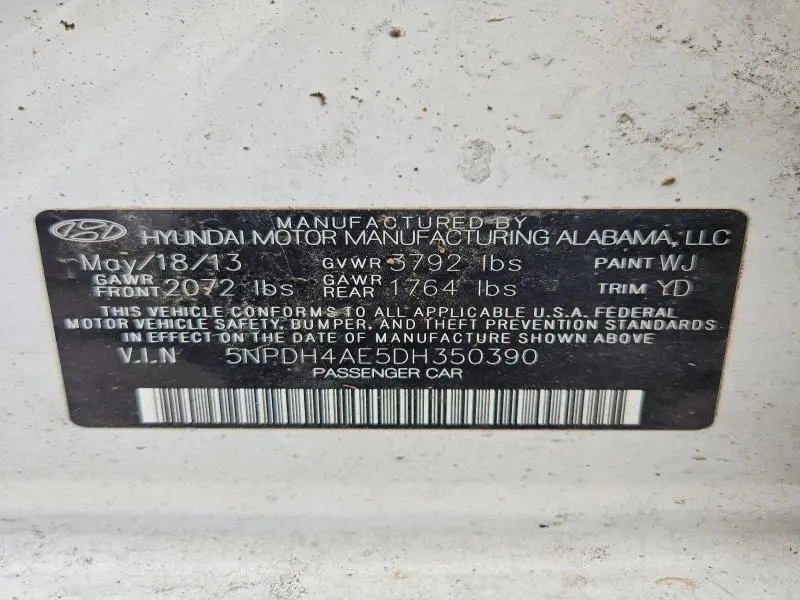 MANUFACTURED BY
HYUNDAI MOTOR MANUFACTURING ALABAMA, LLC
May/18/13 GVWR 3792 lbs PAINT WJ
GAWR FRONT 2072 lbs GAWR REAR 1764 lbs TRIM YD
THIS VEHICLE CONFORMS TO ALL APPLICABLE U.S.A. FEDERAL
MOTOR VEHICLE SAFETY, BUMPER, AND THEFT PREVENTION
STANDARDS IN EFFECT ON THE DATE OF MANUFACTURE SHOWN ABOVE
V.I.N 5NPDH4AE5DH350390
PASSENGER CAR